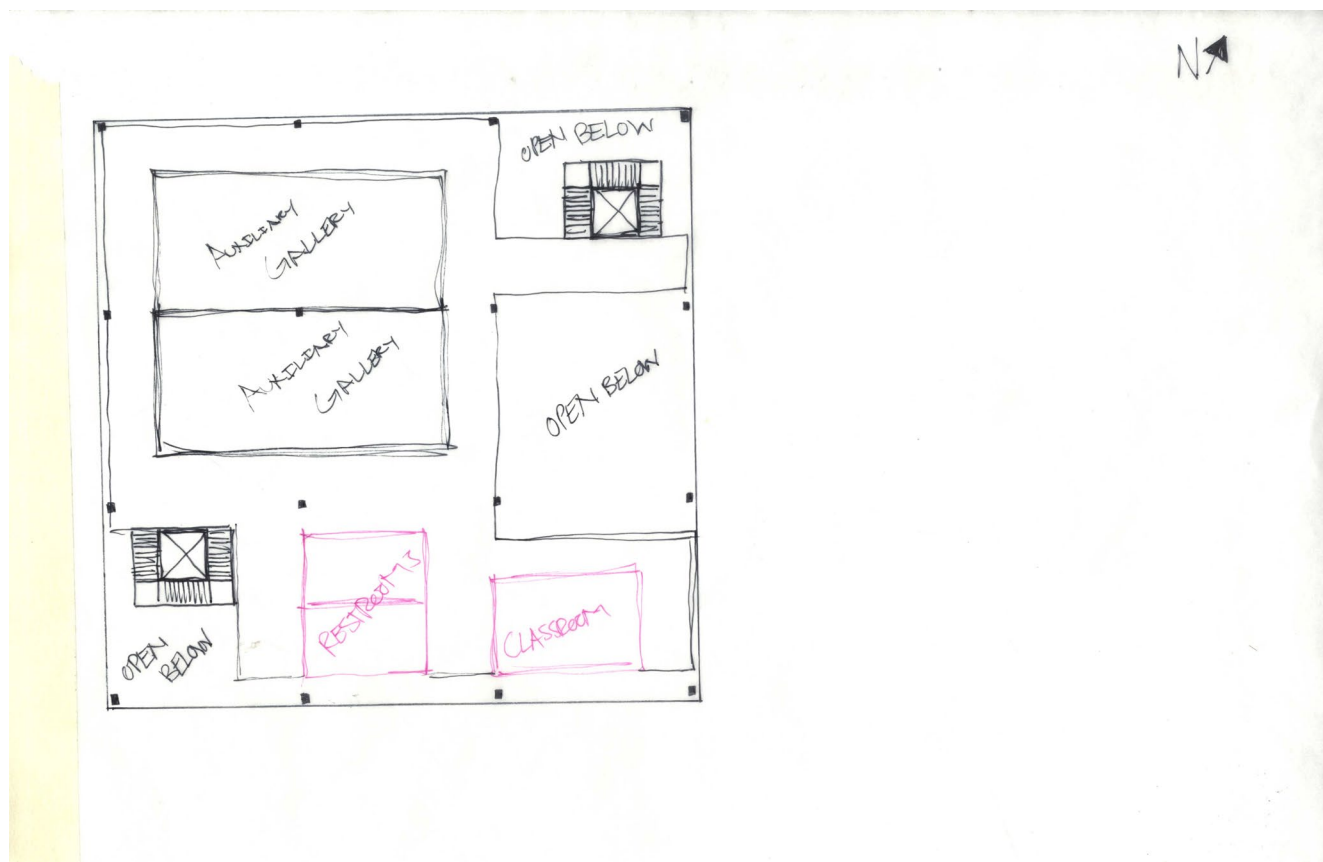 N
OPEN BELOW
AUXILIARY
GALLERY
AUXILIARY
GALLERY
OPEN BELOW
RESTROOMS
CLASSROOM
OPEN
BELOW